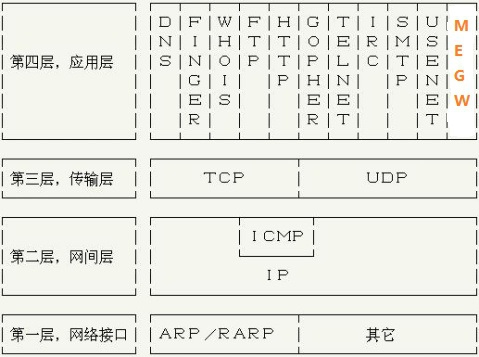 第四层，应用层
DNS
FINGER
WHOIS
FTP
HTTP
GOPHER
TELNET
IRC
SMTP
USENET
MEGW
第三层，传输层
TCP
UDP
第二层，网间层
ICMP
IP
第一层，网络接口
ARP／RARP
其它